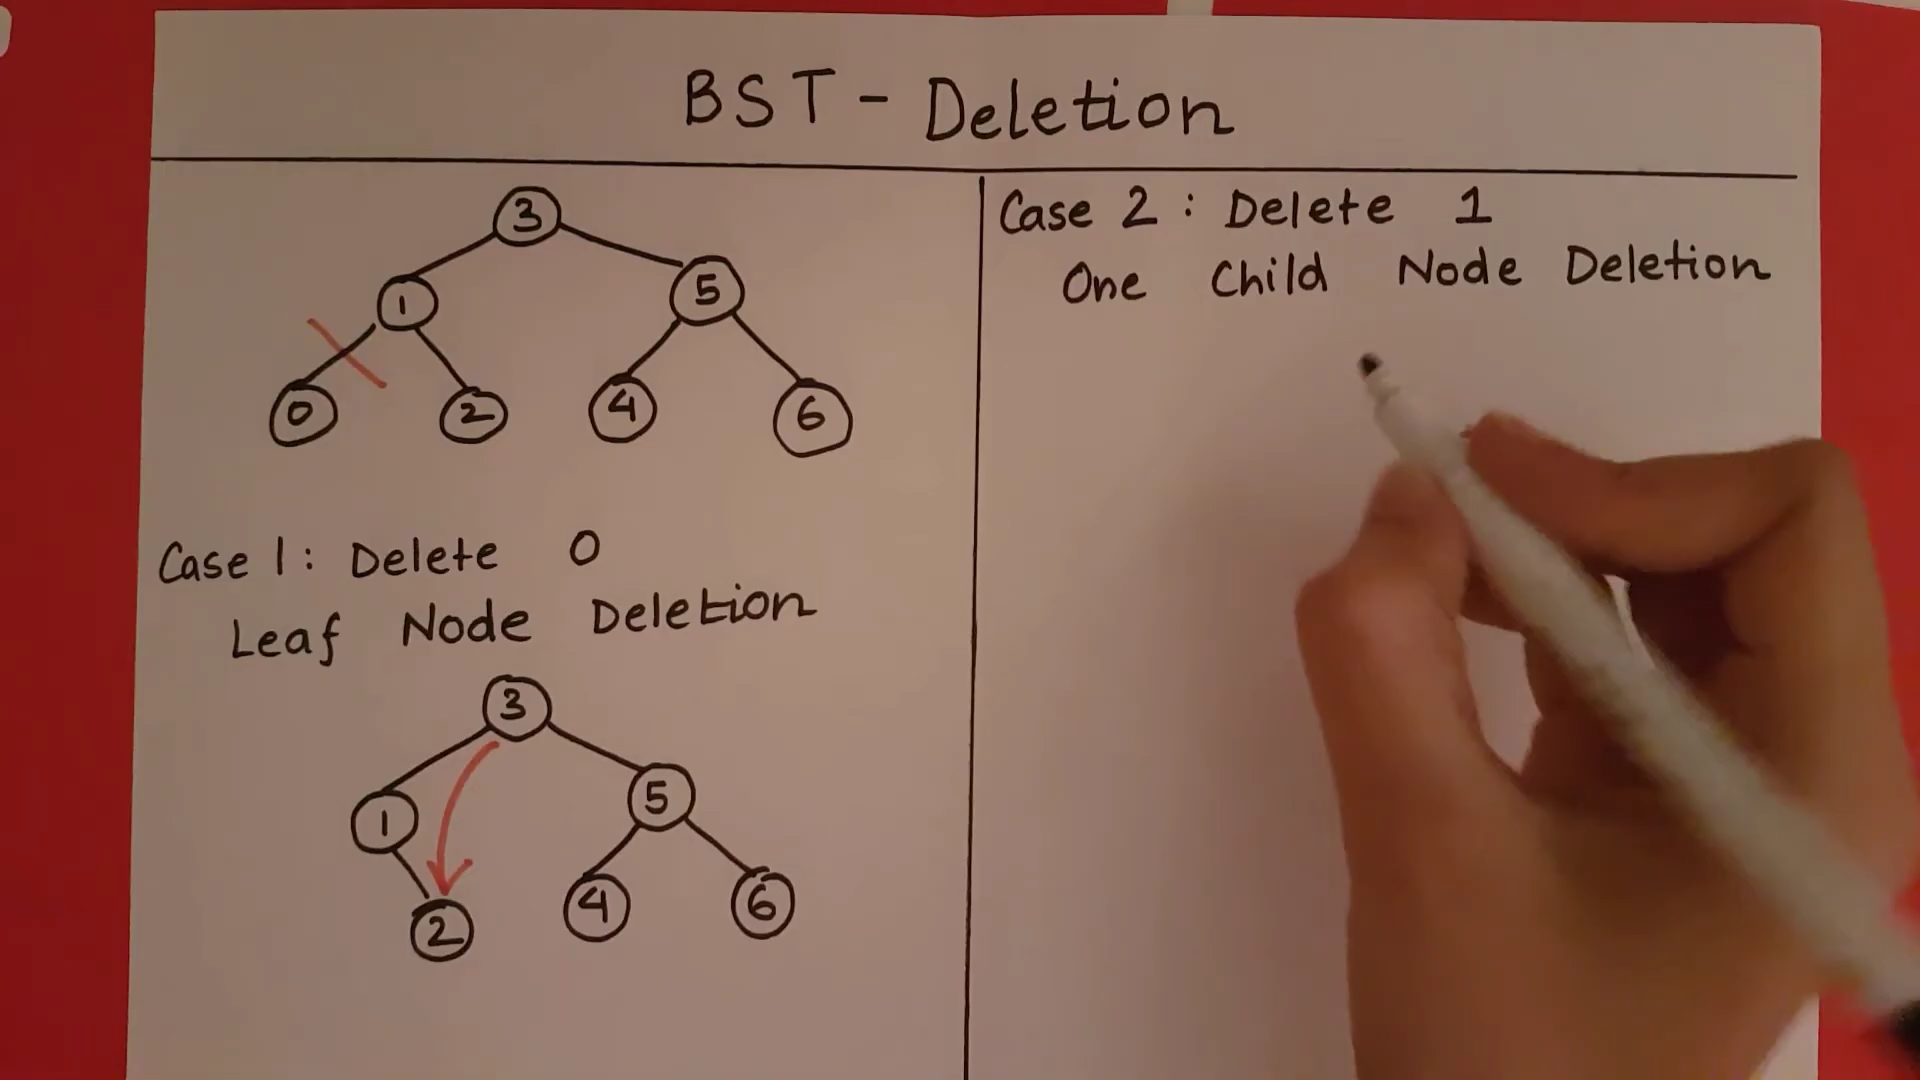 BST - Deletion
3
1 5
0 2 4 6
Case 1: Delete 0
Leaf Node Deletion
3
1 5
2 4 6
Case 2 : Delete 1
One Child Node Deletion